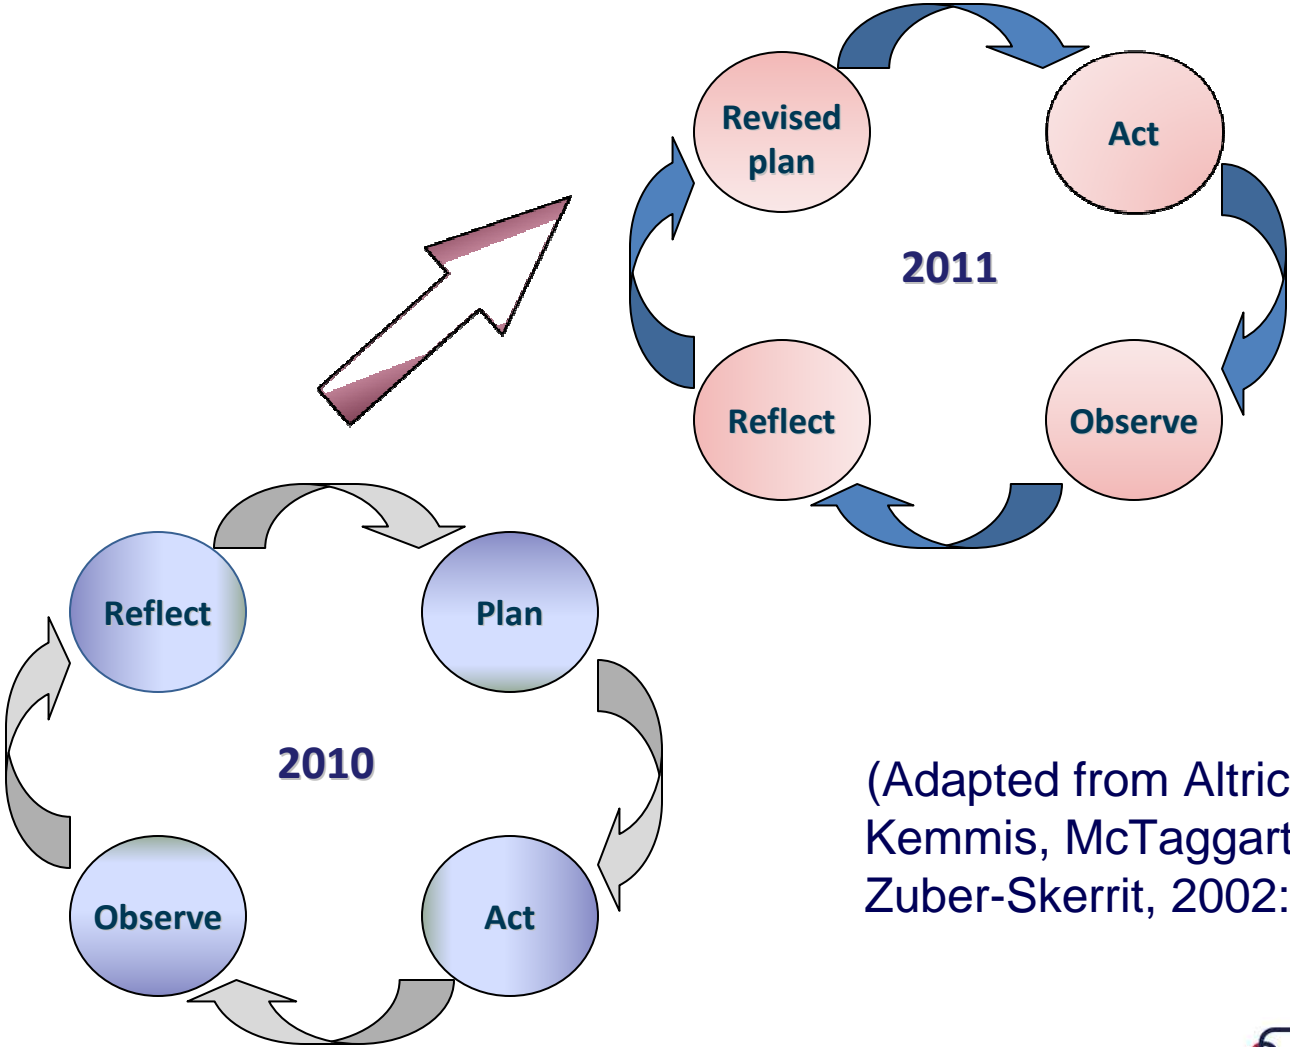 Revised
plan
Act
2011
Reflect
Observe
Reflect
Plan
2010
Observe
Act
(Adapted from Altric
Kemmis, McTaggart
Zuber-Skerrit, 2002: